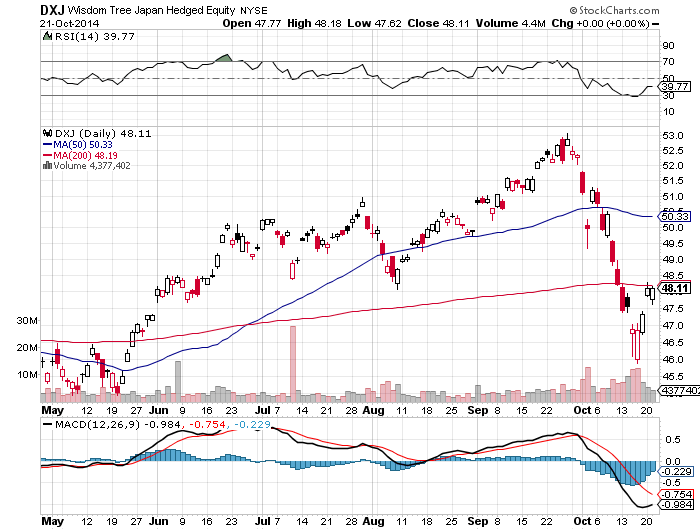 DXJ Wisdom Tree Japan Hedged Equity NYSE © StockCharts.com
21-Oct-2014 Open 47.77 High 48.18 Low 47.62 Close 48.11 Volume 4.4M Chg +0.00 (+0.00%)
RSI(14) 39.77
90
70
50
39.77
30
10
DXJ (Daily) 48.11
MA(50) 50.33
MA(200) 48.19
Volume 4,377,402
53.0
52.5
52.0
51.5
51.0
50.5
50.33
50.0
49.5
49.0
48.5
48.11
47.5
47.0
46.5
46.0
45.5
4377402
30M
20M
10M
May 12 19 27 Jun 9 16 23 Jul 7 14 21 28 Aug 11 18 25 Sep 8 15 22 Oct 6 13 20
MACD(12,26,9) -0.984, -0.754, -0.229
0.5
0.0
-0.229
-0.5
-0.754
-0.984
May 12 19 27 Jun 9 16 23 Jul 7 14 21 28 Aug 11 18 25 Sep 8 15 22 Oct 6 13 20